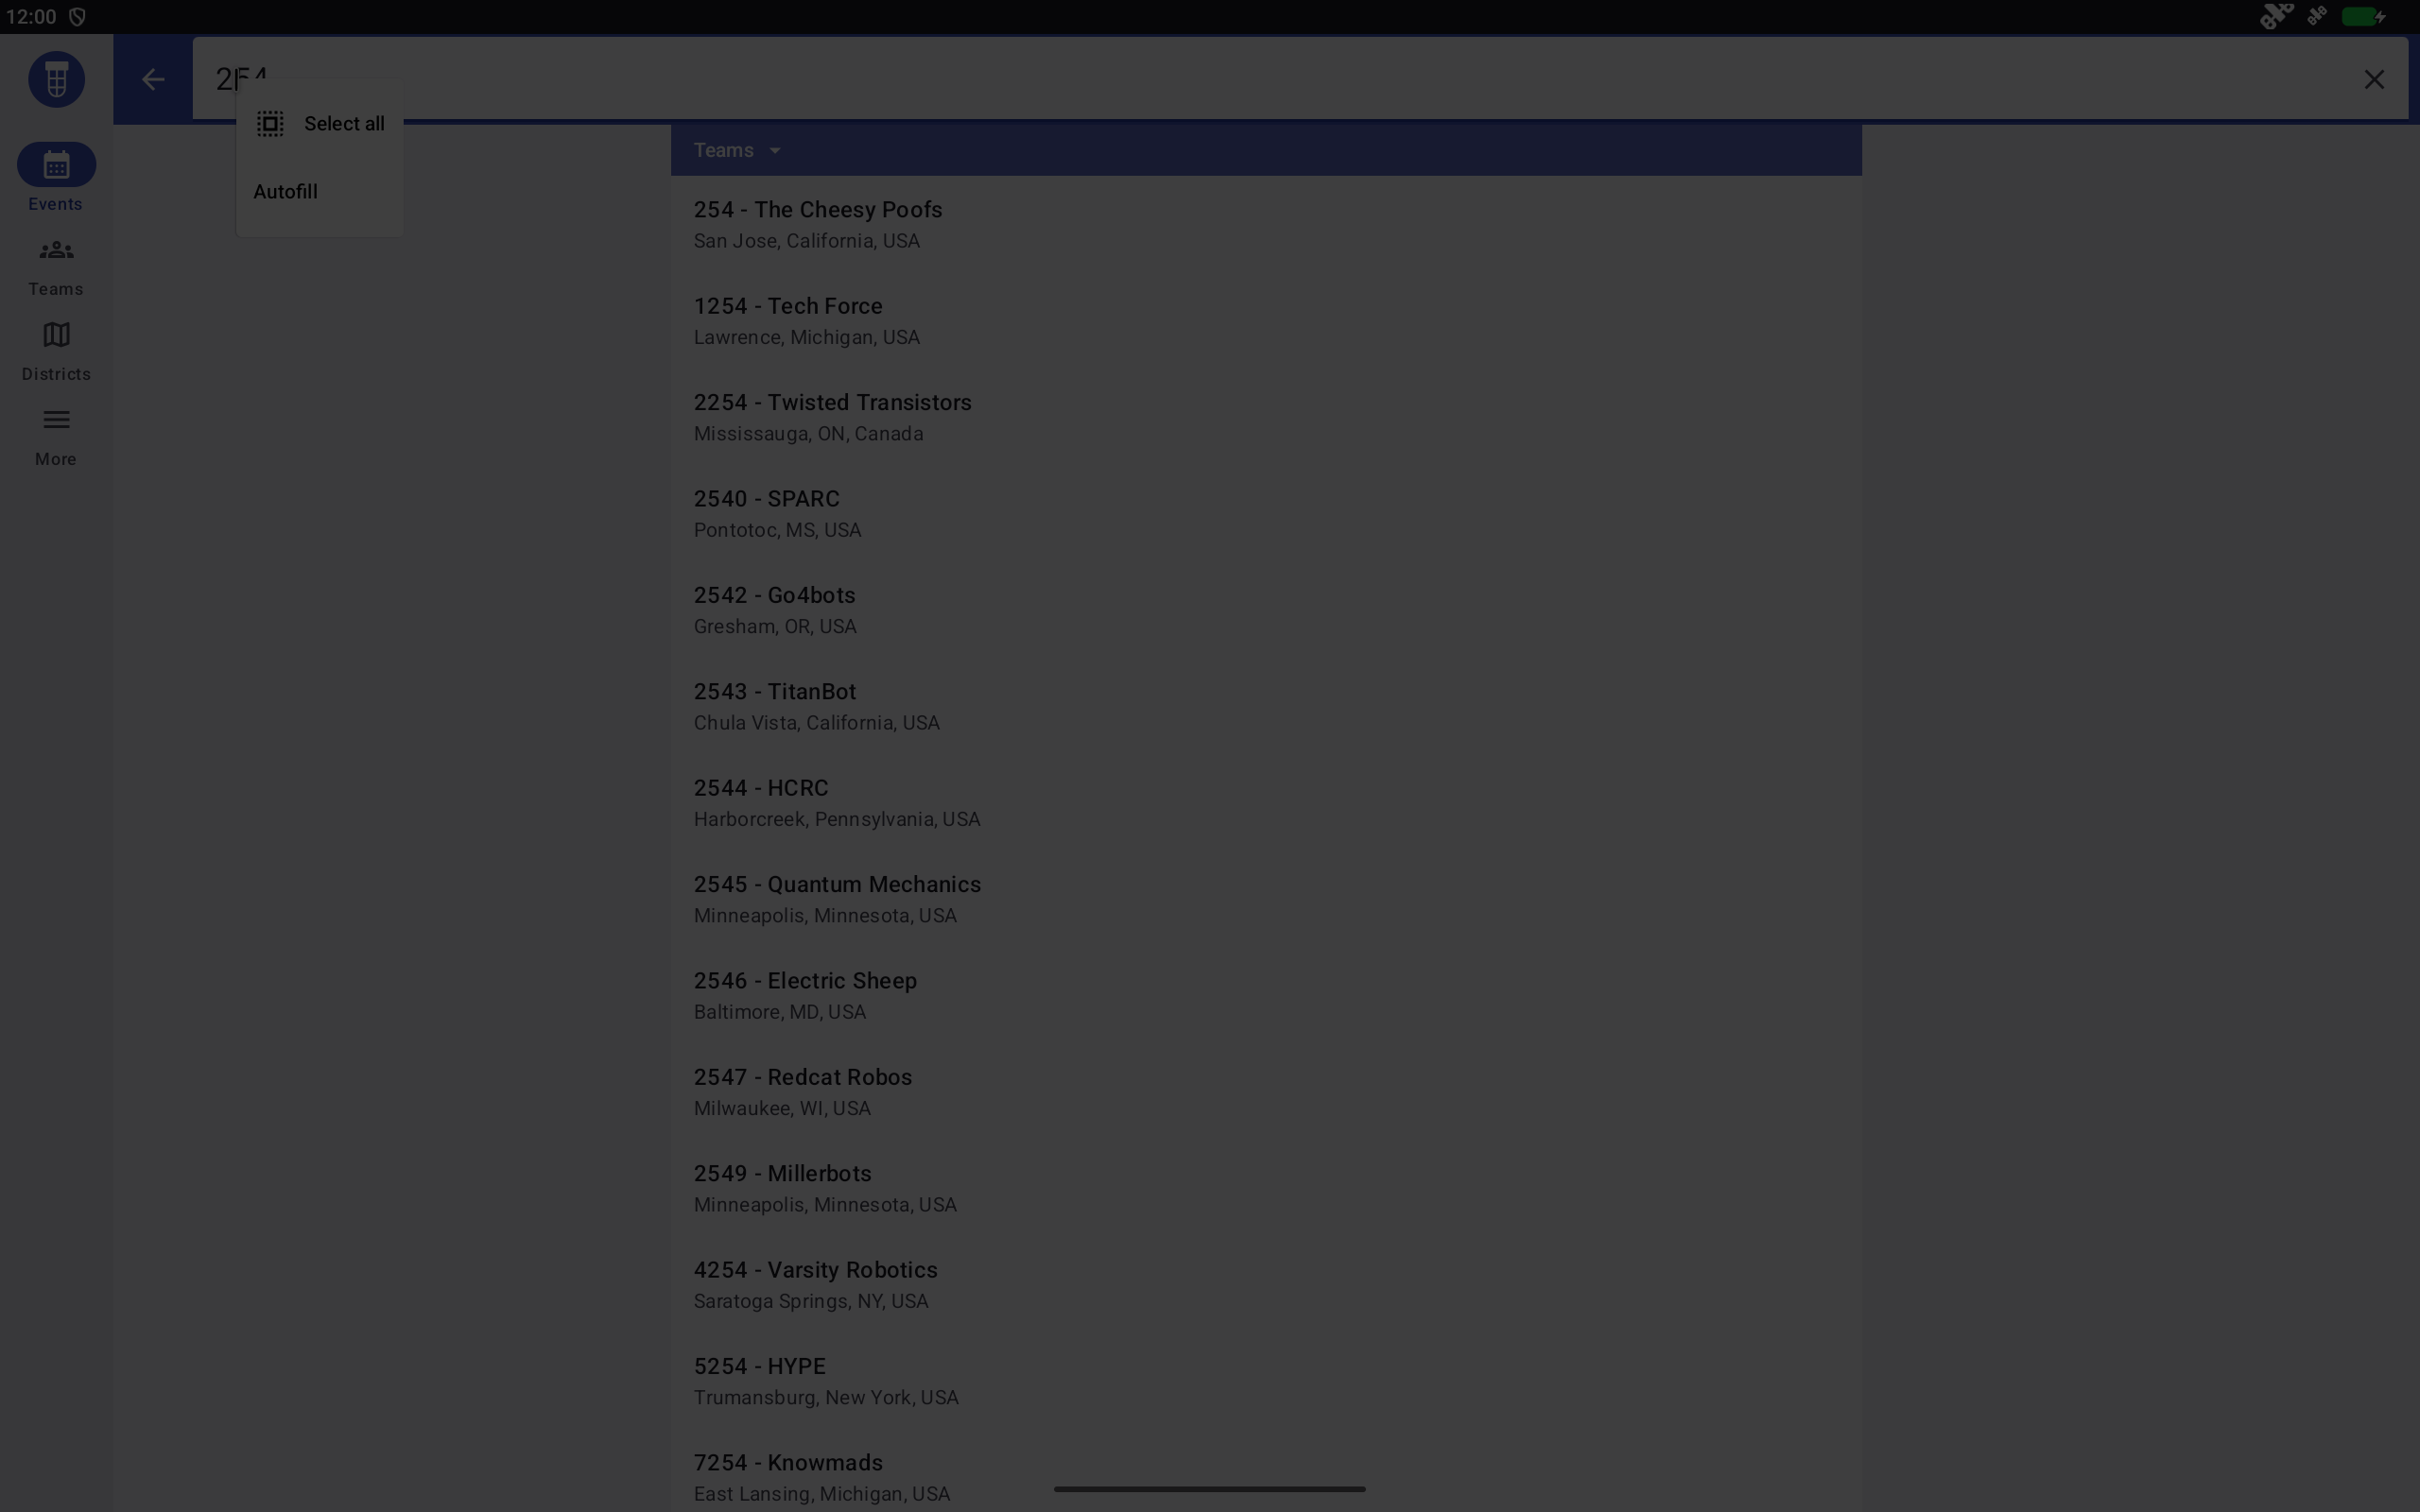 12:00
254
Select all
Autofill
Events
Teams
Districts
More
Teams
254 - The Cheesy Poofs
San Jose, California, USA
1254 - Tech Force
Lawrence, Michigan, USA
2254 - Twisted Transistors
Mississauga, ON, Canada
2540 - SPARC
Pontotoc, MS, USA
2542 - Go4bots
Gresham, OR, USA
2543 - TitanBot
Chula Vista, California, USA
2544 - HCRC
Harborcreek, Pennsylvania, USA
2545 - Quantum Mechanics
Minneapolis, Minnesota, USA
2546 - Electric Sheep
Baltimore, MD, USA
2547 - Redcat Robos
Milwaukee, WI, USA
2549 - Millerbots
Minneapolis, Minnesota, USA
4254 - Varsity Robotics
Saratoga Springs, NY, USA
5254 - HYPE
Trumansburg, New York, USA
7254 - Knowmads
East Lansing, Michigan, USA